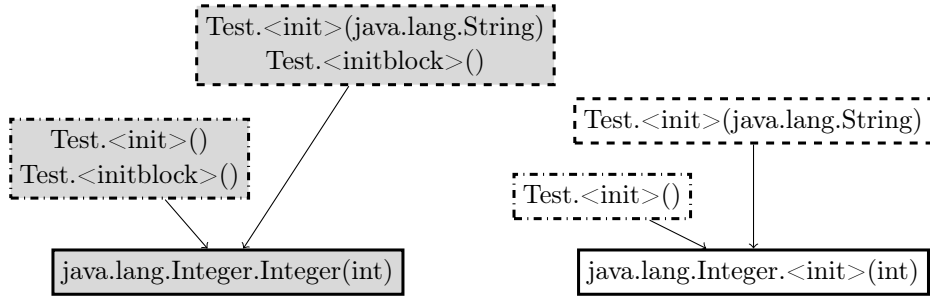 Test.<init>(java.lang.String)
Test.<initblock>()
Test.<init>()
Test.<initblock>()
java.lang.Integer.Integer(int)
Test.<init>(java.lang.String)
Test.<init>()
java.lang.Integer.<init>(int)